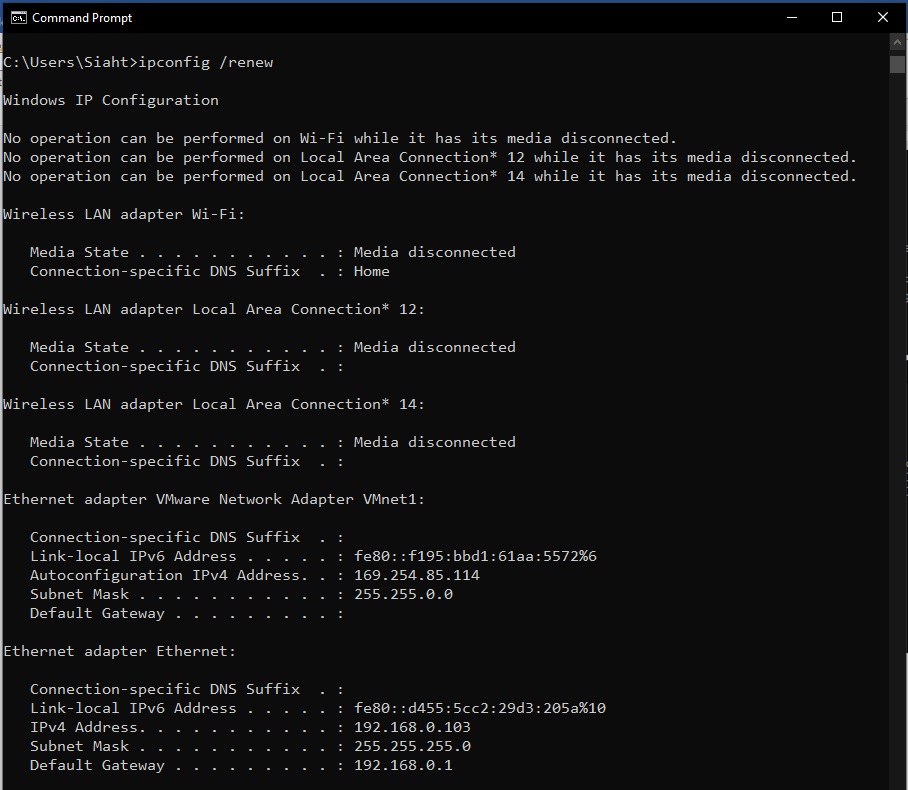 Command Prompt
C:\Users\Siaht>ipconfig /renew
Windows IP Configuration
No operation can be performed on Wi-Fi while it has its media disconnected.
No operation can be performed on Local Area Connection* 12 while it has its media disconnected.
No operation can be performed on Local Area Connection* 14 while it has its media disconnected.
Wireless LAN adapter Wi-Fi:
Media State . . . . . . . . . . . : Media disconnected
Connection-specific DNS Suffix  . : Home
Wireless LAN adapter Local Area Connection* 12:
Media State . . . . . . . . . . . : Media disconnected
Connection-specific DNS Suffix  . :
Wireless LAN adapter Local Area Connection* 14:
Media State . . . . . . . . . . . : Media disconnected
Connection-specific DNS Suffix  . :
Ethernet adapter VMware Network Adapter VMnet1:
Connection-specific DNS Suffix  . :
Link-local IPv6 Address . . . . . : fe80::f195:bbd1:61aa:5572%6
Autoconfiguration IPv4 Address. . : 169.254.85.114
Subnet Mask . . . . . . . . . . . : 255.255.0.0
Default Gateway . . . . . . . . . :
Ethernet adapter Ethernet:
Connection-specific DNS Suffix  . :
Link-local IPv6 Address . . . . . : fe80::d455:5cc2:29d3:205a%10
IPv4 Address. . . . . . . . . . . : 192.168.0.103
Subnet Mask . . . . . . . . . . . : 255.255.255.0
Default Gateway . . . . . . . . . : 192.168.0.1